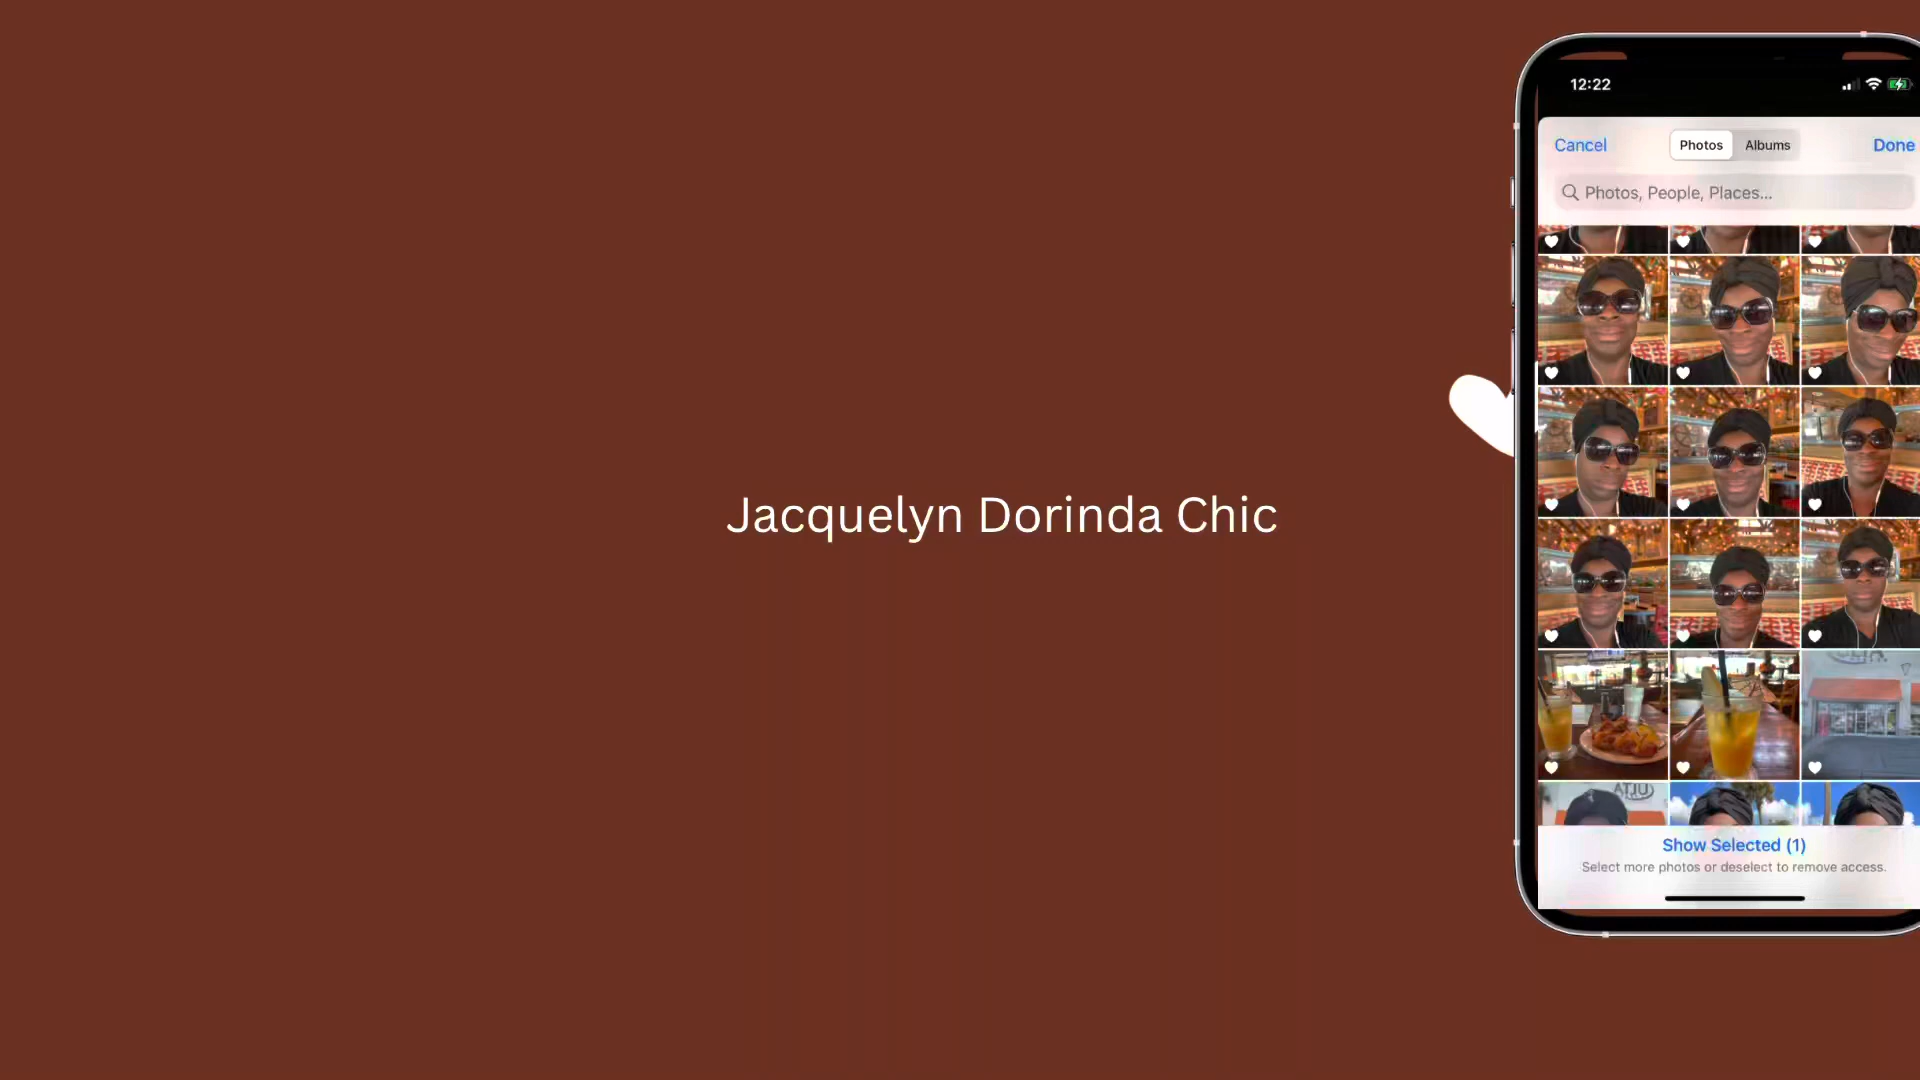 12:22
Cancel Photos Albums Done
Photos, People, Places...
Jacquelyn Dorinda Chic
ULTA
Show Selected (1)
Select more photos or deselect to remove access.